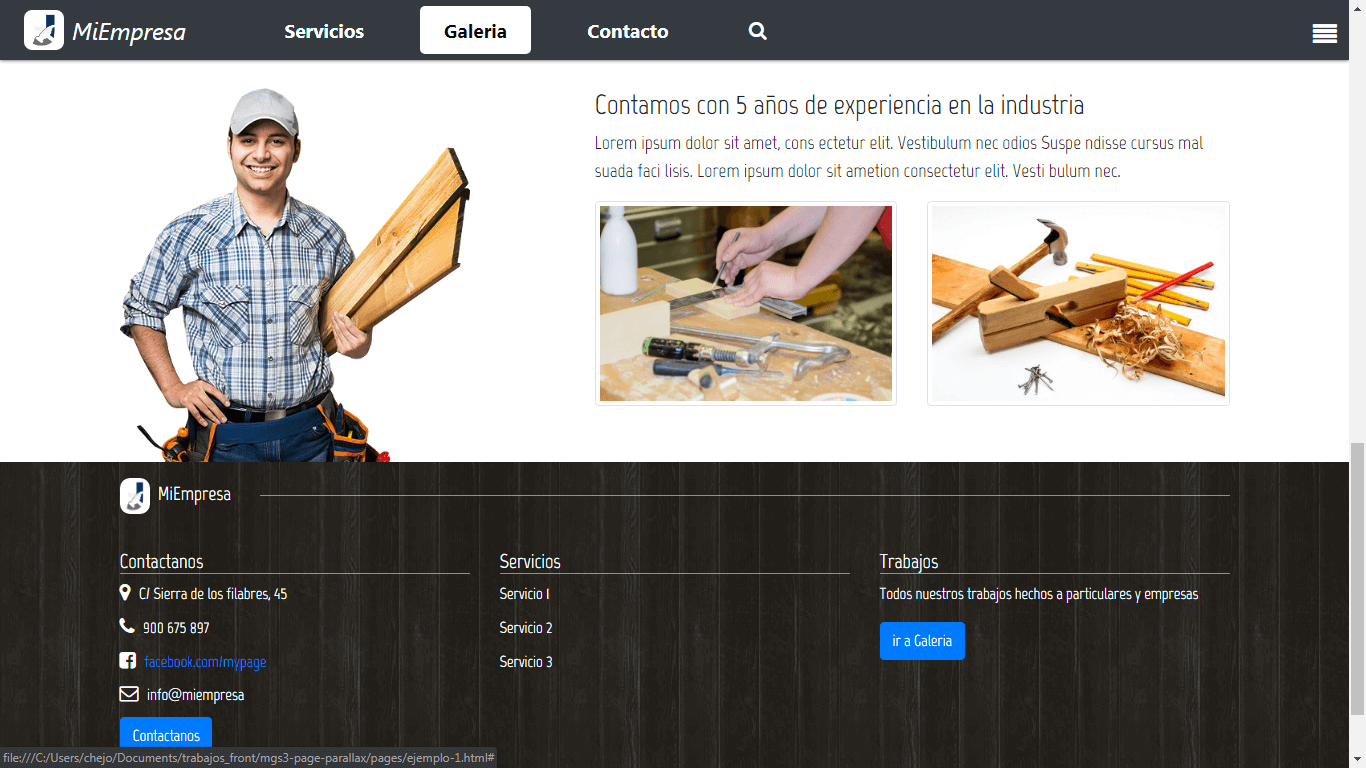 MiEmpresa
Servicios
Galeria
Contacto
Contamos con 5 años de experiencia en la industria
Lorem ipsum dolor sit amet, cons ectetur elit. Vestibulum nec odios Suspe ndisse cursus mal
suada faci lisis. Lorem ipsum dolor sit ametion consectetur elit. Vesti bulum nec.
MiEmpresa
Contactanos
C/ Sierra de los filabres, 45
900 675 897
facebook.com/mypage
info@miempresa
Contactanos
Servicios
Servicio 1
Servicio 2
Servicio 3
Trabajos
Todos nuestros trabajos hechos a particulares y empresas
ir a Galeria
file:///C:/Users/chejo/Documents/trabajos_front/mgs3-page-parallax/pages/ejemplo-1.html#